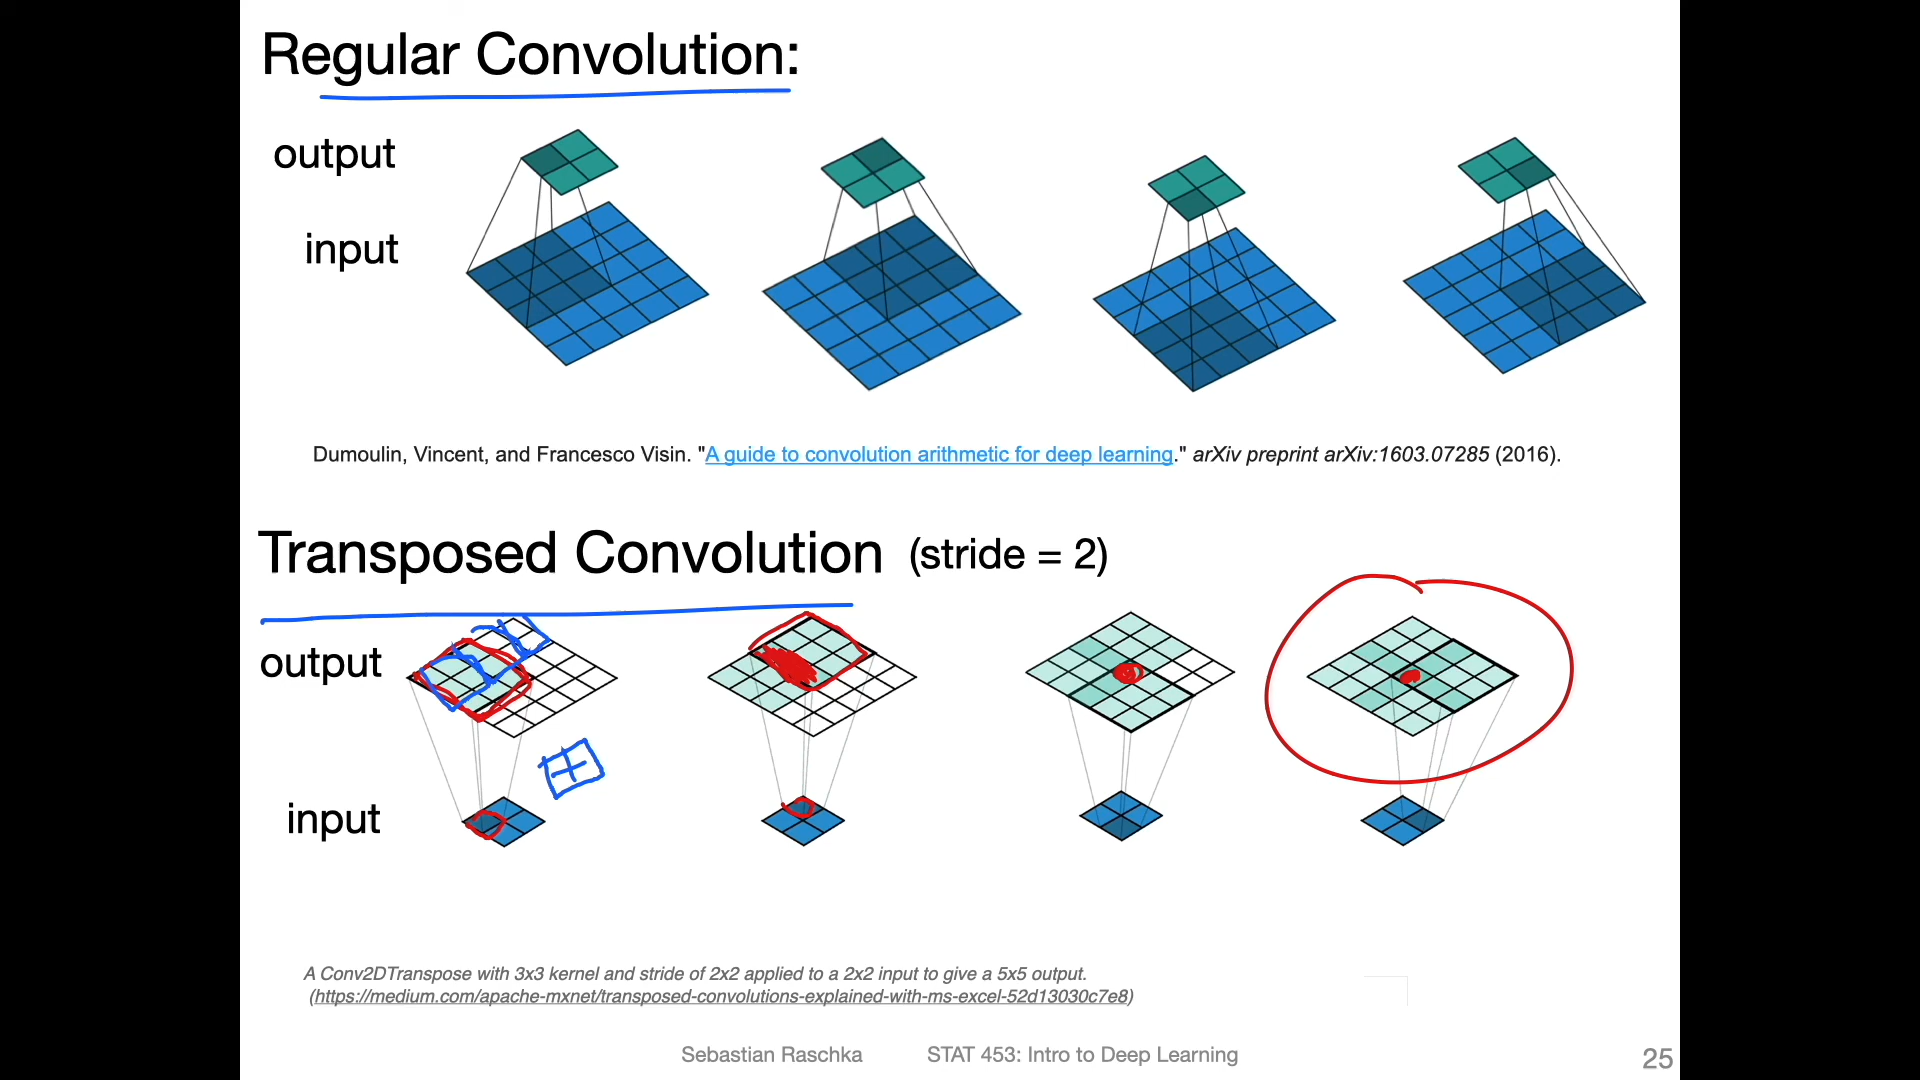 Regular Convolution:
output
input
Dumoulin, Vincent, and Francesco Visin. "A guide to convolution arithmetic for deep learning." arXiv preprint arXiv:1603.07285 (2016).
Transposed Convolution (stride = 2)
output
input
A Conv2DTranspose with 3x3 kernel and stride of 2x2 applied to a 2x2 input to give a 5x5 output.
(https://medium.com/apache-mxnet/transposed-convolutions-explained-with-ms-excel-52d13030c7e8)
Sebastian Raschka STAT 453: Intro to Deep Learning 25